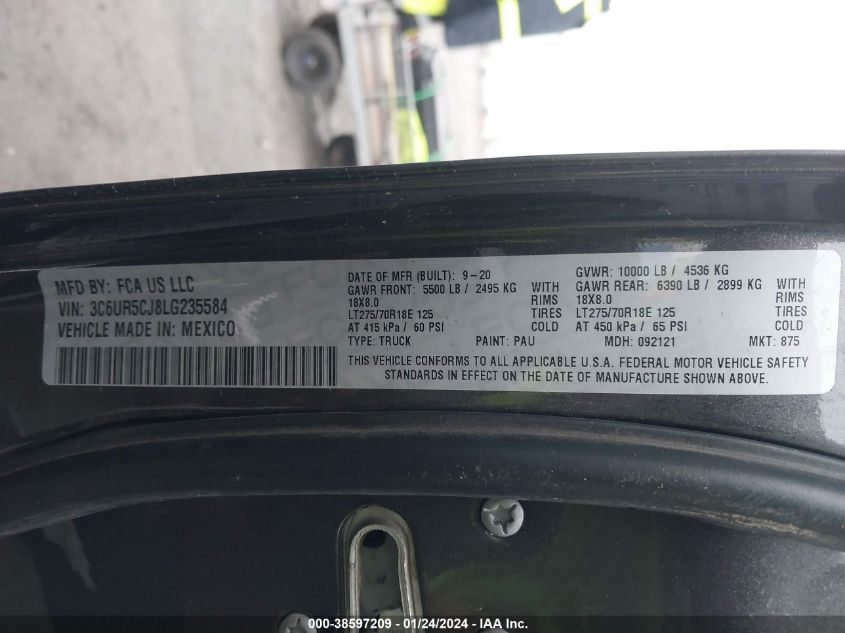 MFD BY: FCA US LLC
VIN: 3C6UR5CJ8LG235584
VEHICLE MADE IN: MEXICO
DATE OF MFR (BUILT): 9-20
GAWR FRONT: 5500 LB / 2495 KG WITH
18X8.0 RIMS
LT275/70R18E 125 TIRES
AT 415 kPa / 60 PSI COLD
TYPE: TRUCK PAINT: PAU
GVWR: 10000 LB / 4536 KG
GAWR REAR: 6390 LB / 2899 KG WITH
18X8.0 RIMS
LT275/70R18E 125 TIRES
AT 450 kPa / 65 PSI COLD
MDH: 092121 MKT: 875
THIS VEHICLE CONFORMS TO ALL APPLICABLE U.S.A. FEDERAL MOTOR VEHICLE SAFETY
STANDARDS IN EFFECT ON THE DATE OF MANUFACTURE SHOWN ABOVE.
000-38597209 - 01/24/2024 - IAA Inc.